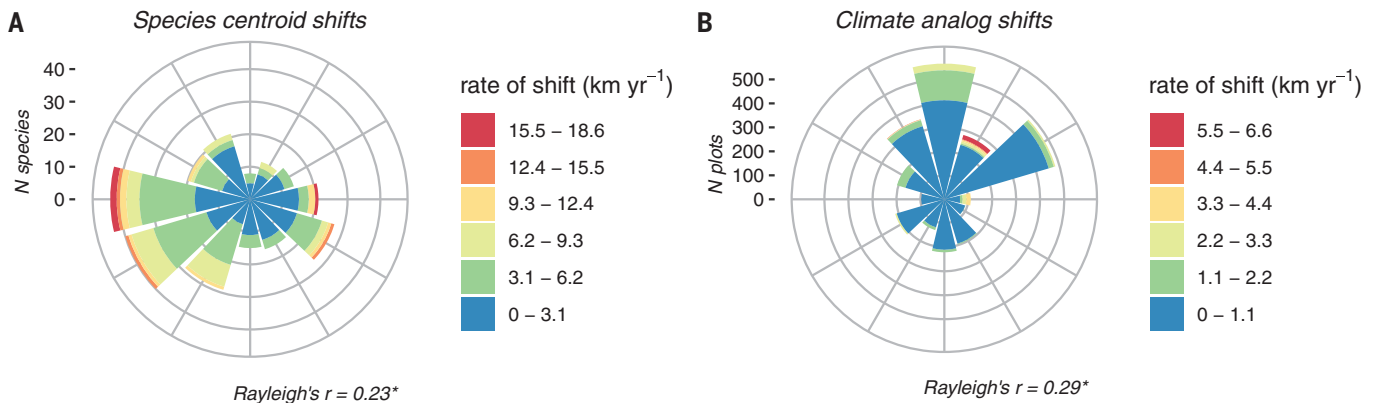 A
Species centroid shifts
40
30
20
10
0
N species
rate of shift (km yr⁻¹)
15.5 – 18.6
12.4 – 15.5
9.3 – 12.4
6.2 – 9.3
3.1 – 6.2
0 – 3.1
Rayleigh's r = 0.23*
B
Climate analog shifts
500
400
300
200
100
0
N plots
rate of shift (km yr⁻¹)
5.5 – 6.6
4.4 – 5.5
3.3 – 4.4
2.2 – 3.3
1.1 – 2.2
0 – 1.1
Rayleigh's r = 0.29*